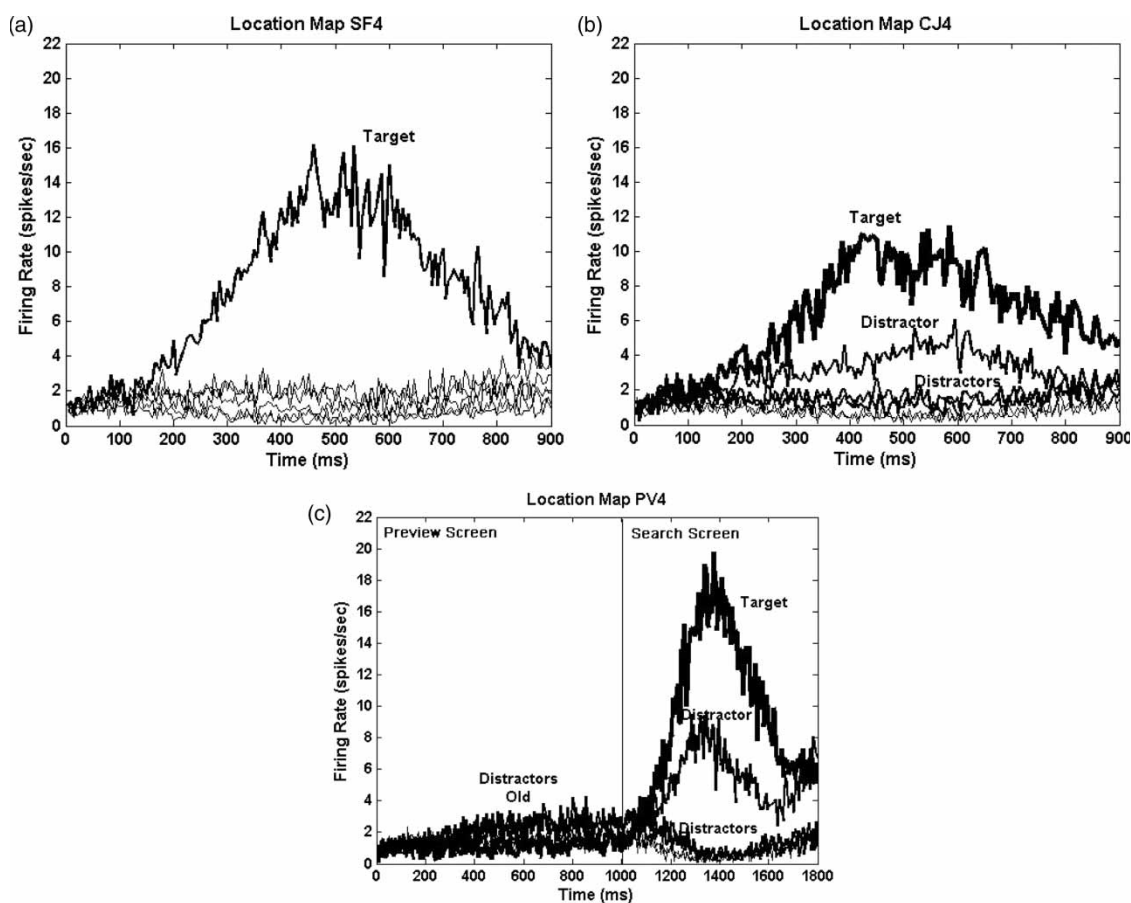 (a)
Location Map SF4
Firing Rate (spikes/sec)
22
20
18
16
14
12
10
8
6
4
2
0
Target
0 100 200 300 400 500 600 700 800 900
Time (ms)
(b)
Location Map CJ4
Firing Rate (spikes/sec)
22
20
18
16
14
12
10
8
6
4
2
0
Target
Distractor
Distractors
0 100 200 300 400 500 600 700 800 900
Time (ms)
(c)
Location Map PV4
Firing Rate (spikes/sec)
22
20
18
16
14
12
10
8
6
4
2
0
Preview Screen
Search Screen
Target
Distractor
Distractors
Old
Distractors
0 200 400 600 800 1000 1200 1400 1600 1800
Time (ms)